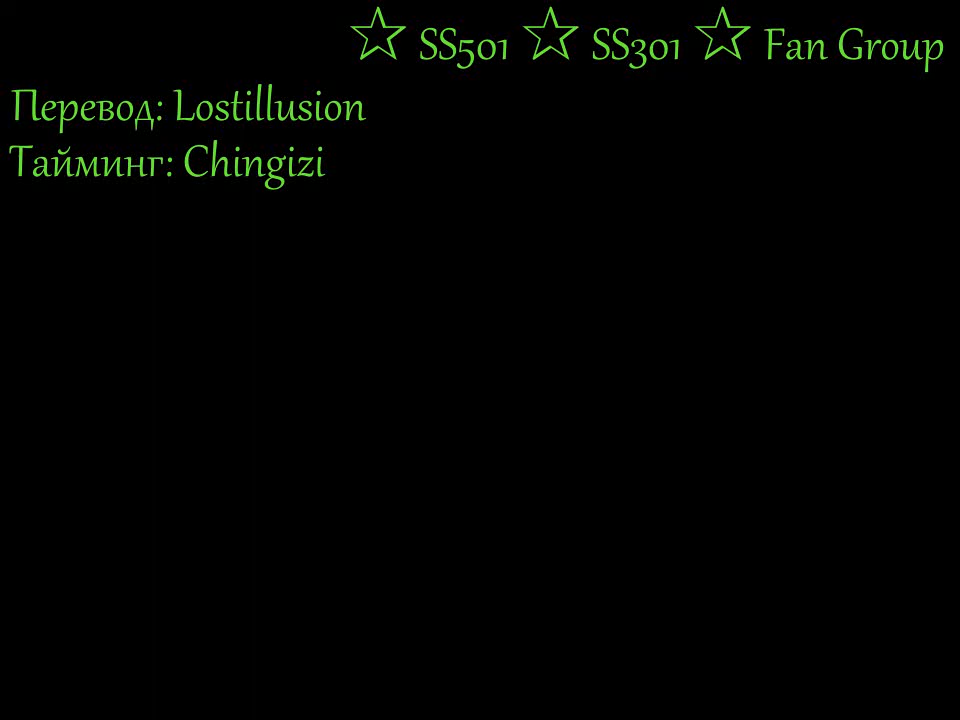 ☆ SS501 ☆ SS301 ☆ Fan Group
Перевод: Lostillusion
Тайминг: Chingizi